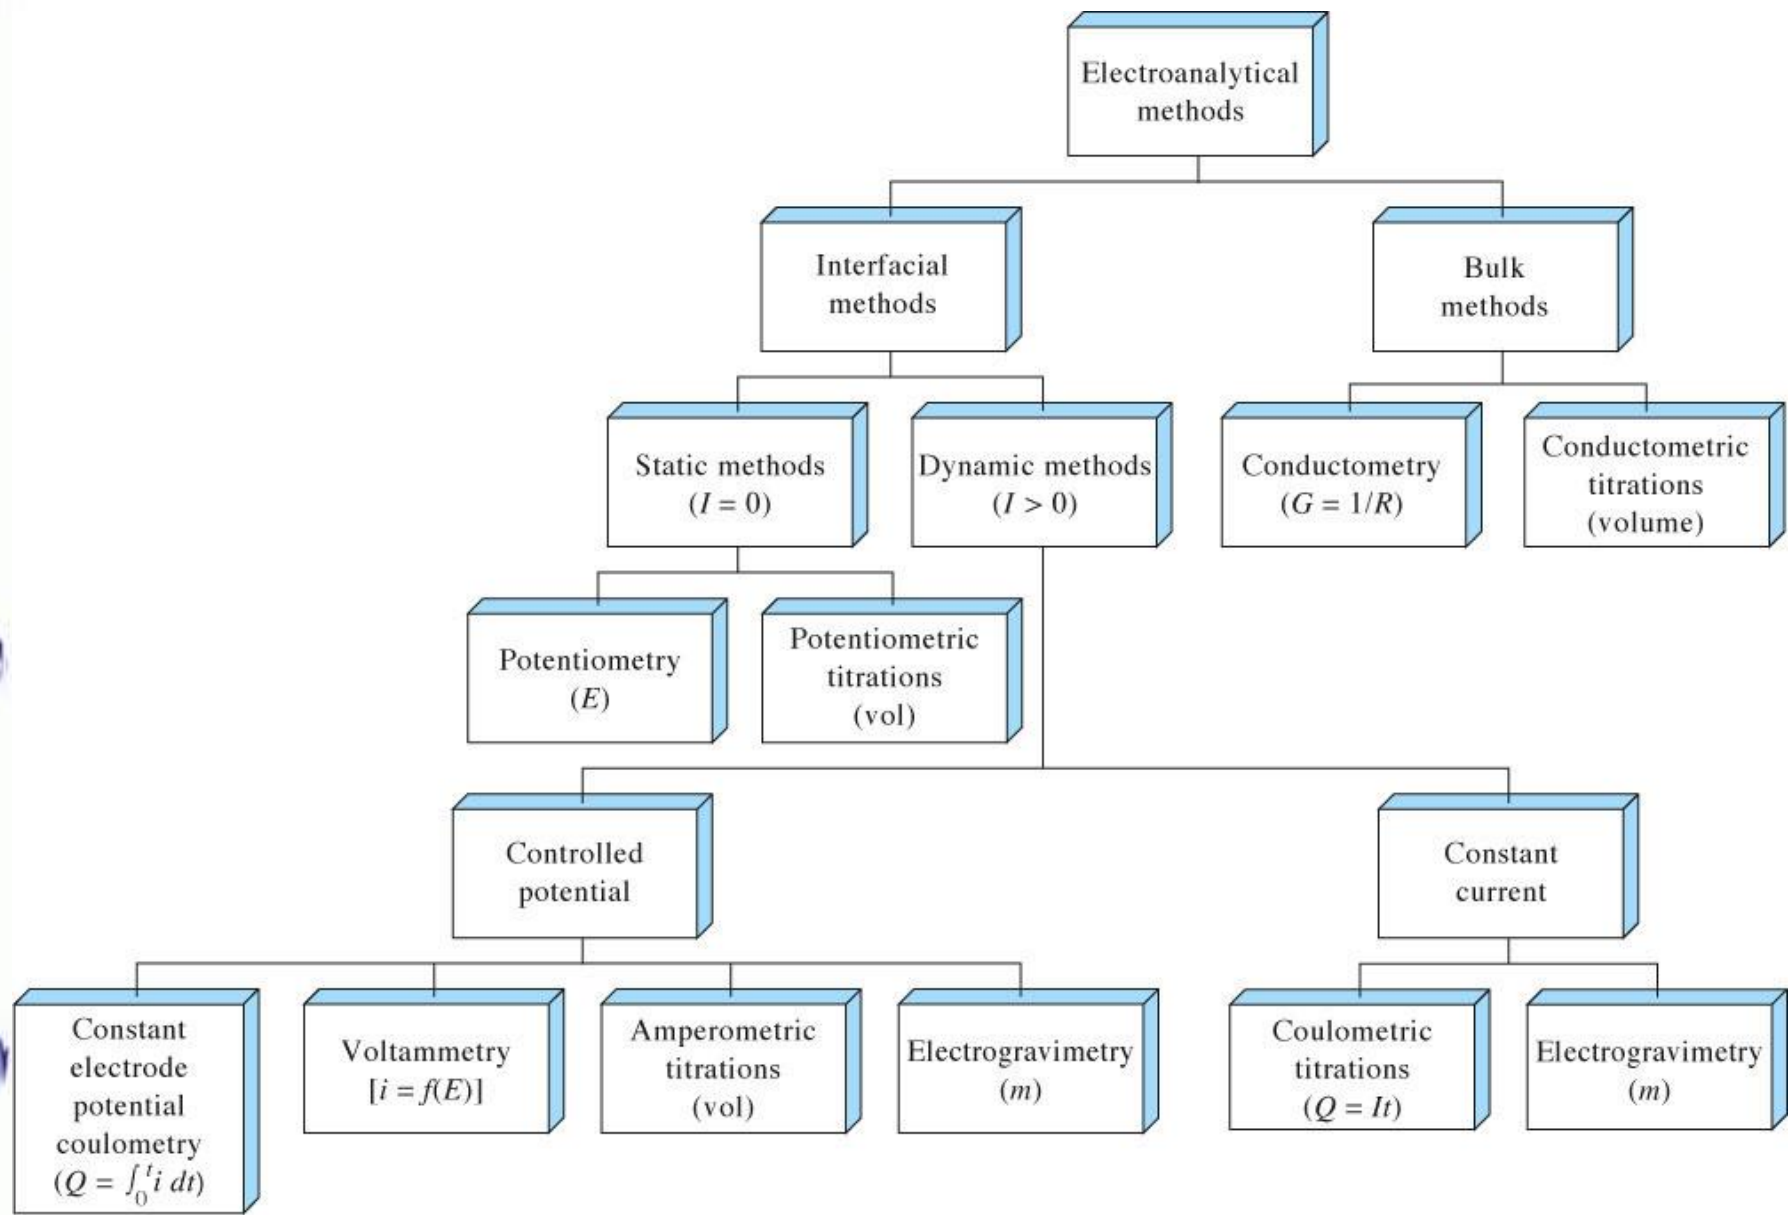 Electroanalytical
methods
Interfacial
methods
Bulk
methods
Static methods
(I = 0)
Dynamic methods
(I > 0)
Conductometry
(G = 1/R)
Conductometric
titrations
(volume)
Potentiometry
(E)
Potentiometric
titrations
(vol)
Controlled
potential
Constant
current
Constant
electrode
potential
coulometry
(Q = ∫₀ᵗ i dt)
Voltammetry
[i = f(E)]
Amperometric
titrations
(vol)
Electrogravimetry
(m)
Coulometric
titrations
(Q = It)
Electrogravimetry
(m)